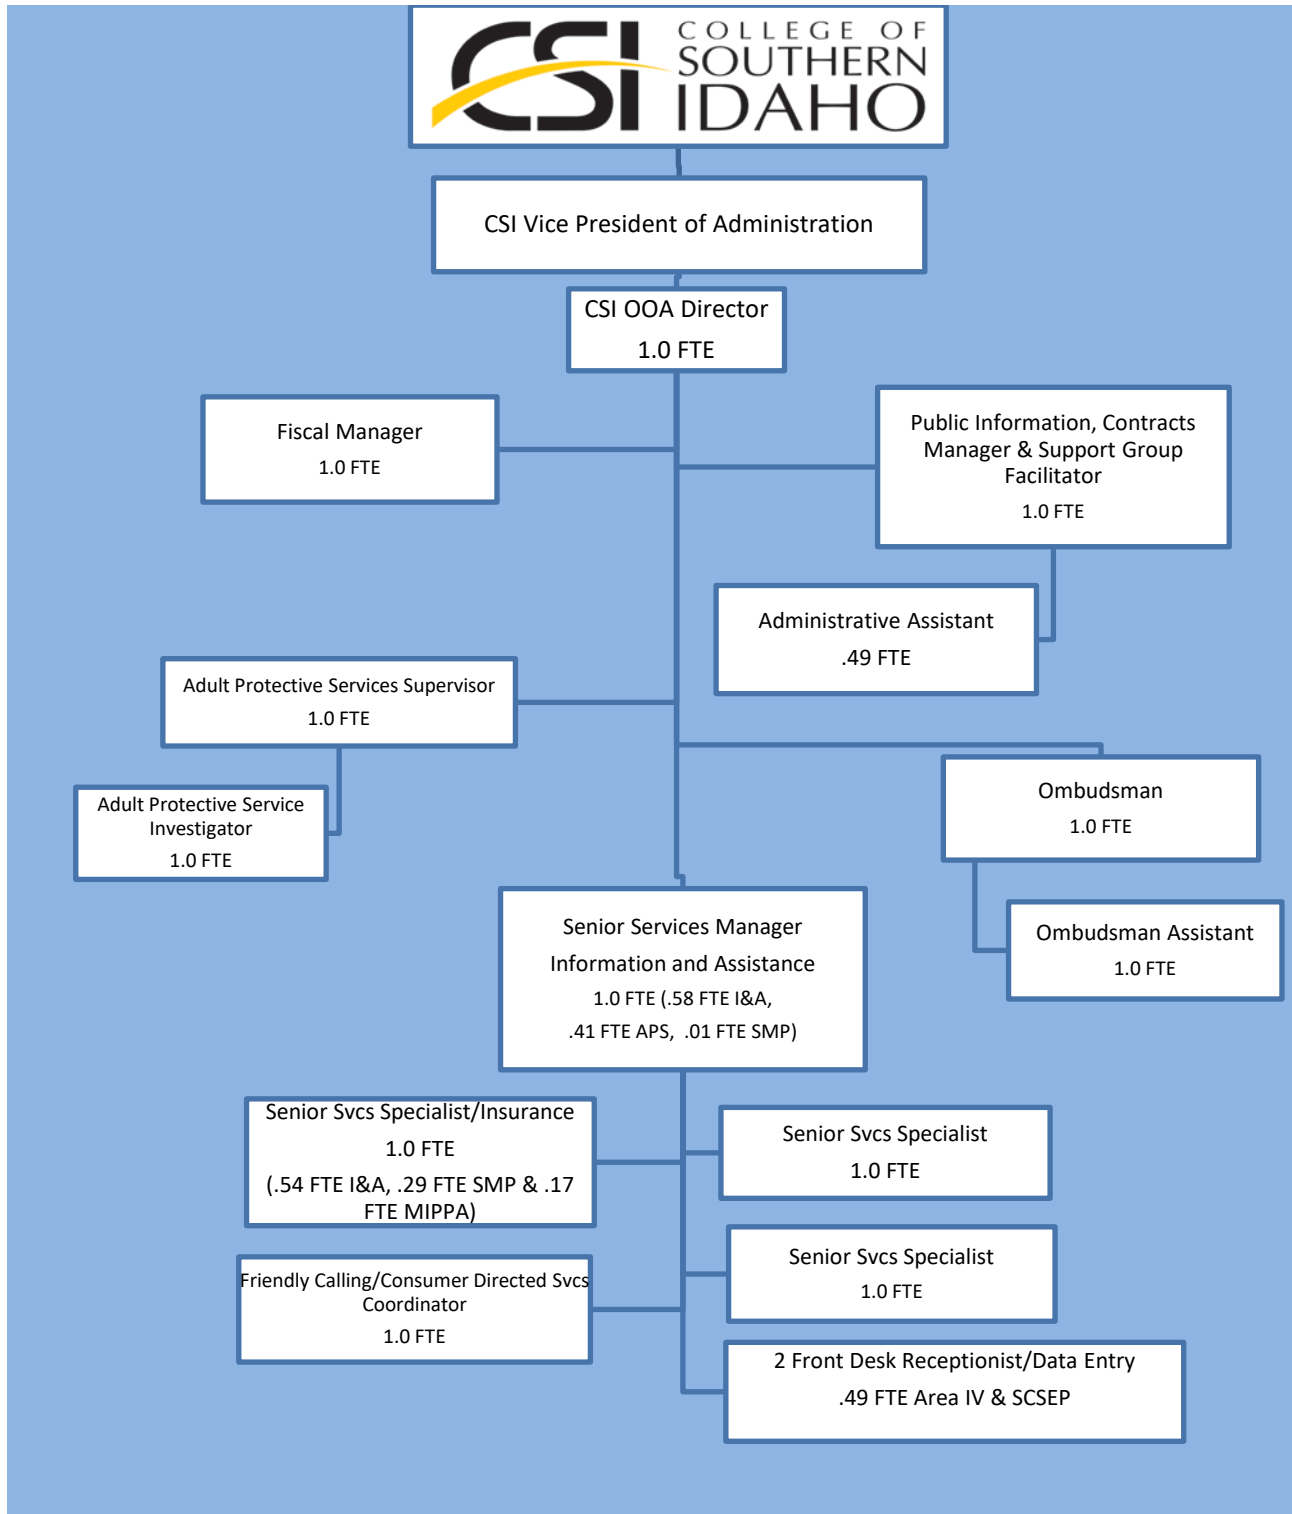 CSI
COLLEGE OF
SOUTHERN
IDAHO
CSI Vice President of Administration
CSI OOA Director
1.0 FTE
Fiscal Manager
1.0 FTE
Public Information, Contracts
Manager & Support Group
Facilitator
1.0 FTE
Administrative Assistant
.49 FTE
Adult Protective Services Supervisor
1.0 FTE
Adult Protective Service
Investigator
1.0 FTE
Ombudsman
1.0 FTE
Ombudsman Assistant
1.0 FTE
Senior Services Manager
Information and Assistance
1.0 FTE (.58 FTE I&A,
.41 FTE APS, .01 FTE SMP)
Senior Svcs Specialist/Insurance
1.0 FTE
(.54 FTE I&A, .29 FTE SMP & .17
FTE MIPPA)
Senior Svcs Specialist
1.0 FTE
Senior Svcs Specialist
1.0 FTE
Friendly Calling/Consumer Directed Svcs
Coordinator
1.0 FTE
2 Front Desk Receptionist/Data Entry
.49 FTE Area IV & SCSEP